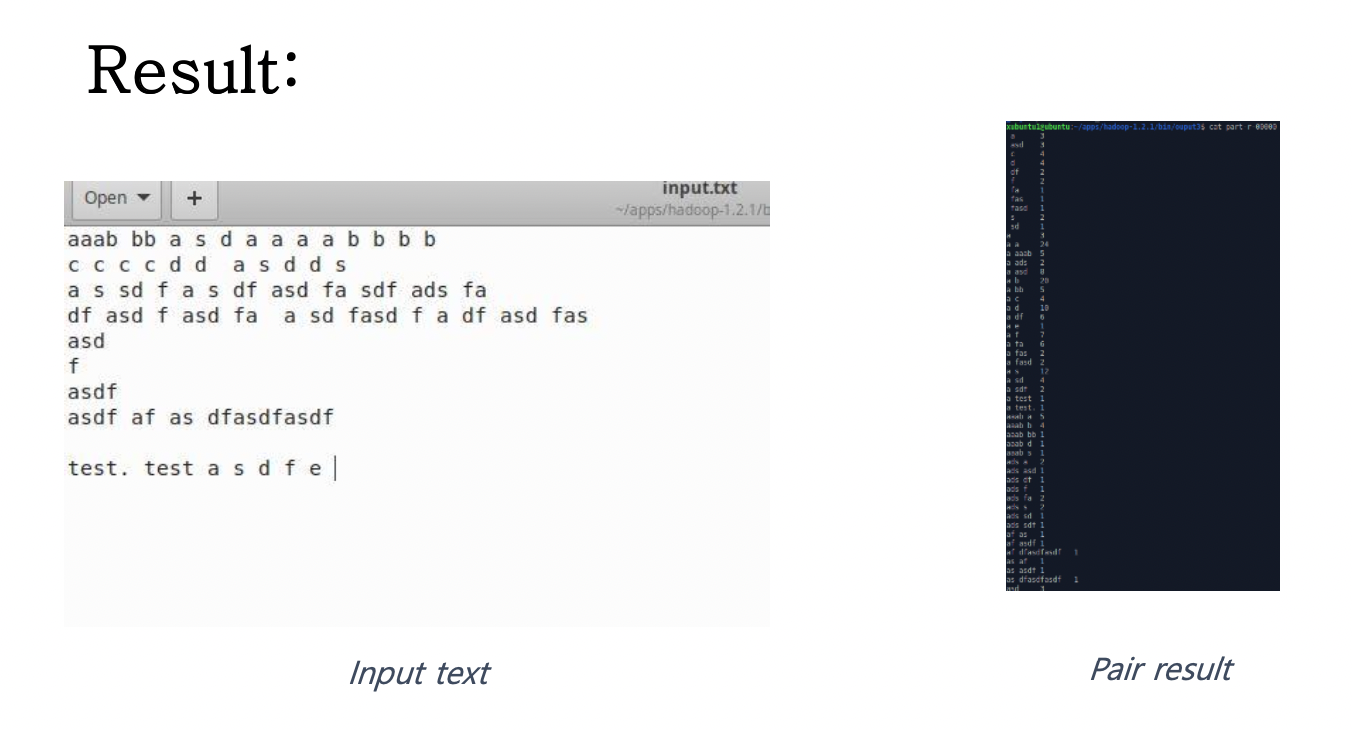 Result:
Open
+
input.txt
~/apps/hadoop-1.2.1/b
aaab bb a s d a a a a b b b b
c c c c d d  a s d d s
a s sd f a s df asd fa sdf ads fa
df asd f asd fa  a sd fasd f a df asd fas
asd
f
asdf
asdf af as dfasdfasdf
test. test a s d f e
Input text
xubuntu1@ubuntu:~/apps/hadoop-1.2.1/bin/ouput3$ cat part r 00000
a 3
asd 3
c 4
d 4
df 2
f 2
fa 1
fas 1
fasd 1
s 2
sd 1
a 3
a a 24
a aaab 5
a ads 2
a asd 8
a b 20
a bb 5
a c 4
a d 18
a df 6
a e 1
a f 7
a fa 6
a fas 2
a fasd 2
a s 12
a sd 4
a sdf 2
a test 1
a test. 1
aaab a 5
aaab b 4
aaab bb 1
aaab d 1
aaab s 1
ads a 2
ads asd 1
ads df 1
ads f 1
ads fa 2
ads s 2
ads sd 1
ads sdf 1
af as 1
af asdf 1
af dfasdfasdf 1
as af 1
as asdf 1
as dfasdfasdf 1
asd 3
Pair result